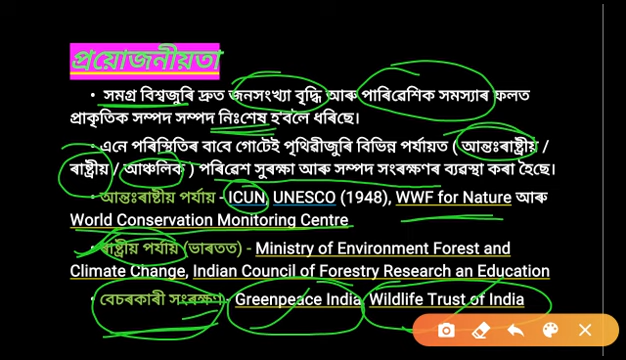 প্ৰয়োজনীয়তা
• সমগ্ৰ বিশ্বজুৰি দ্ৰুত জনসংখ্যা বৃদ্ধি আৰু পাৰিৱেশিক সমস্যাৰ ফলত
প্ৰাকৃতিক সম্পদ সম্পদ নিঃশেষ হ'বলৈ ধৰিছে।
• এনে পৰিস্থিতিৰ বাবে গোটেই পৃথিৱীজুৰি বিভিন্ন পৰ্যায়ত ( আন্তঃৰাষ্ট্ৰীয় /
ৰাষ্ট্ৰীয় / আঞ্চলিক ) পৰিৱেশ সুৰক্ষা আৰু সম্পদ সংৰক্ষণৰ ব্যৱস্থা কৰা হৈছে।
• আন্তঃৰাষ্টীয় পৰ্যায় - ICUN, UNESCO (1948), WWF for Nature আৰু
World Conservation Monitoring Centre
• ৰাষ্ট্ৰীয় পৰ্যায় (ভাৰতত) - Ministry of Environment Forest and
Climate Change, Indian Council of Forestry Research an Education
• বেচৰকাৰী সংৰক্ষণ - Greenpeace India, Wildlife Trust of India